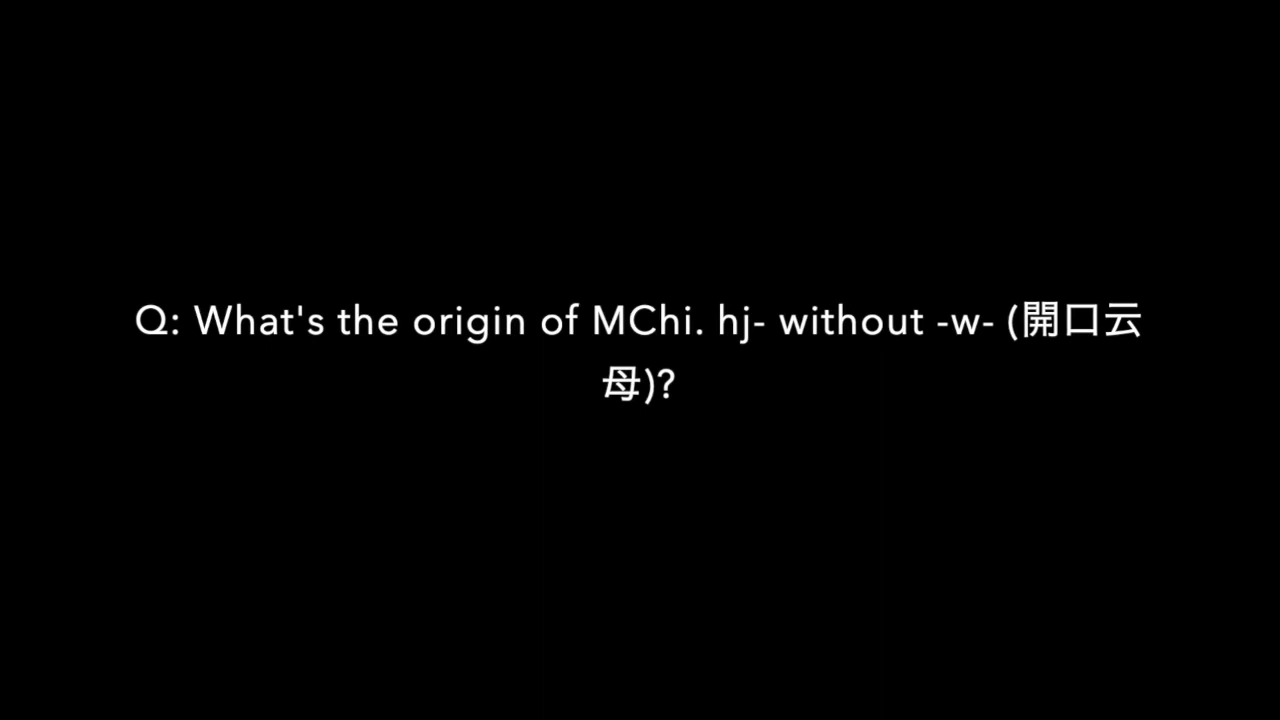 Q: What's the origin of MChi. hj- without -w- (開口云
母)?